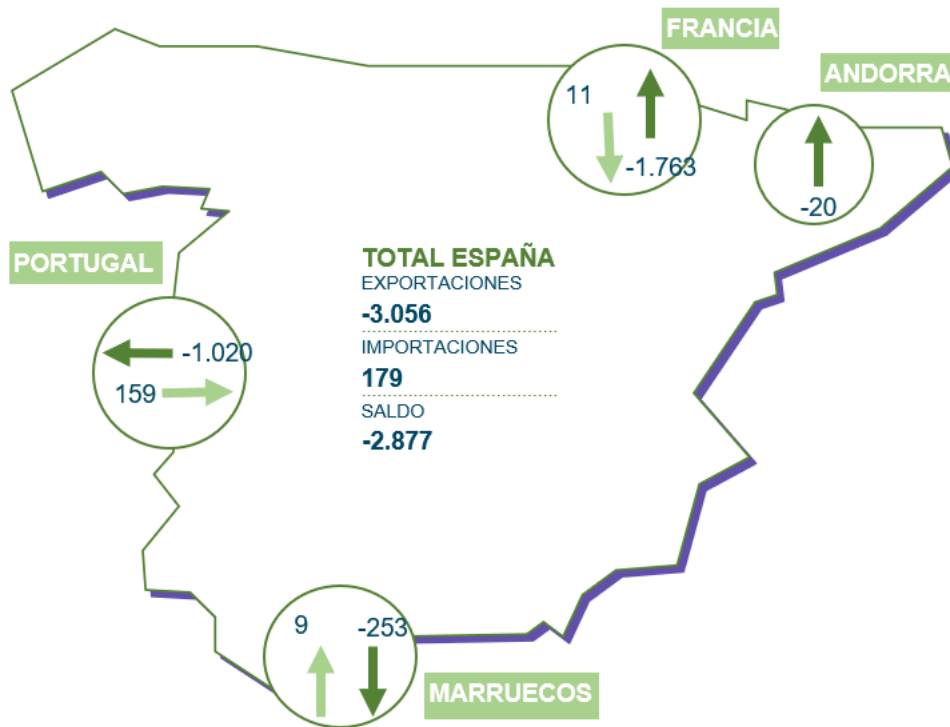 FRANCIA
11
-1.763
ANDORRA
-20
PORTUGAL
-1.020
159
TOTAL ESPAÑA
EXPORTACIONES
-3.056
IMPORTACIONES
179
SALDO
-2.877
9
-253
MARRUECOS